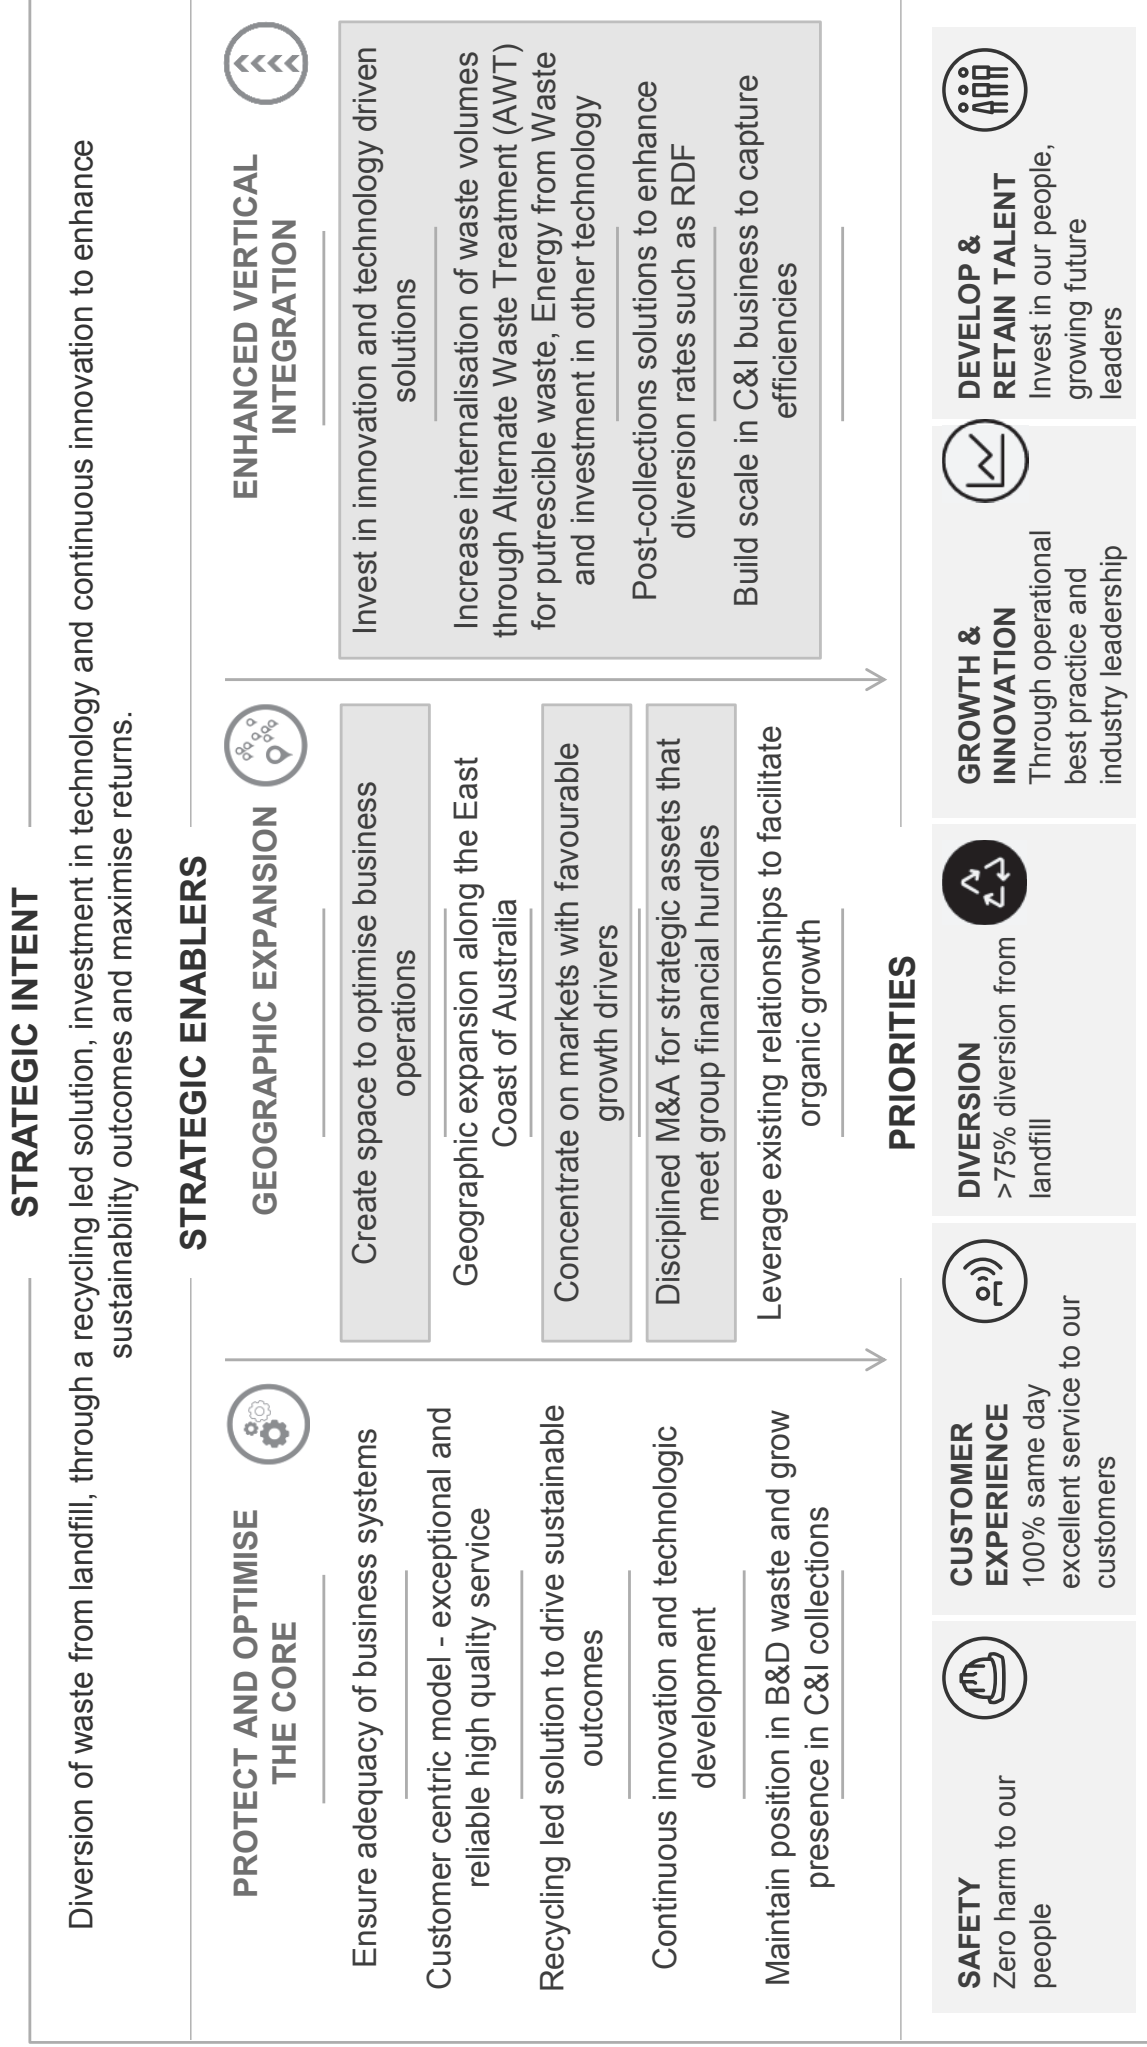 STRATEGIC INTENT
Diversion of waste from landfill, through a recycling led solution, investment in technology and continuous innovation to enhance
sustainability outcomes and maximise returns.
STRATEGIC ENABLERS
PROTECT AND OPTIMISE
THE CORE
Ensure adequacy of business systems
Customer centric model - exceptional and
reliable high quality service
Recycling led solution to drive sustainable
outcomes
Continuous innovation and technologic
development
Maintain position in B&D waste and grow
presence in C&I collections
GEOGRAPHIC EXPANSION
Create space to optimise business
operations
Geographic expansion along the East
Coast of Australia
Concentrate on markets with favourable
growth drivers
Disciplined M&A for strategic assets that
meet group financial hurdles
Leverage existing relationships to facilitate
organic growth
ENHANCED VERTICAL
INTEGRATION
Invest in innovation and technology driven
solutions
Increase internalisation of waste volumes
through Alternate Waste Treatment (AWT)
for putrescible waste, Energy from Waste
and investment in other technology
Post-collections solutions to enhance
diversion rates such as RDF
Build scale in C&I business to capture
efficiencies
PRIORITIES
SAFETY
Zero harm to our
people
CUSTOMER
EXPERIENCE
100% same day
excellent service to our
customers
DIVERSION
>75% diversion from
landfill
GROWTH &
INNOVATION
Through operational
best practice and
industry leadership
DEVELOP &
RETAIN TALENT
Invest in our people,
growing future
leaders